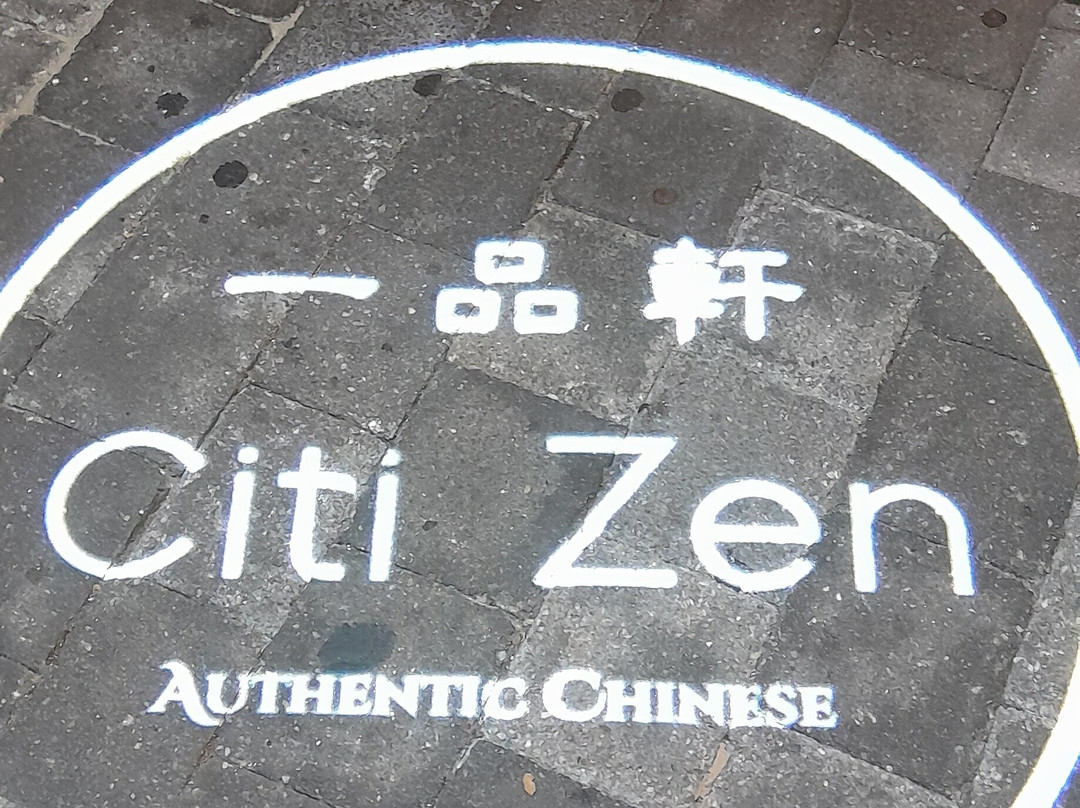 一品軒
Citi Zen
AUTHENTIC CHINESE